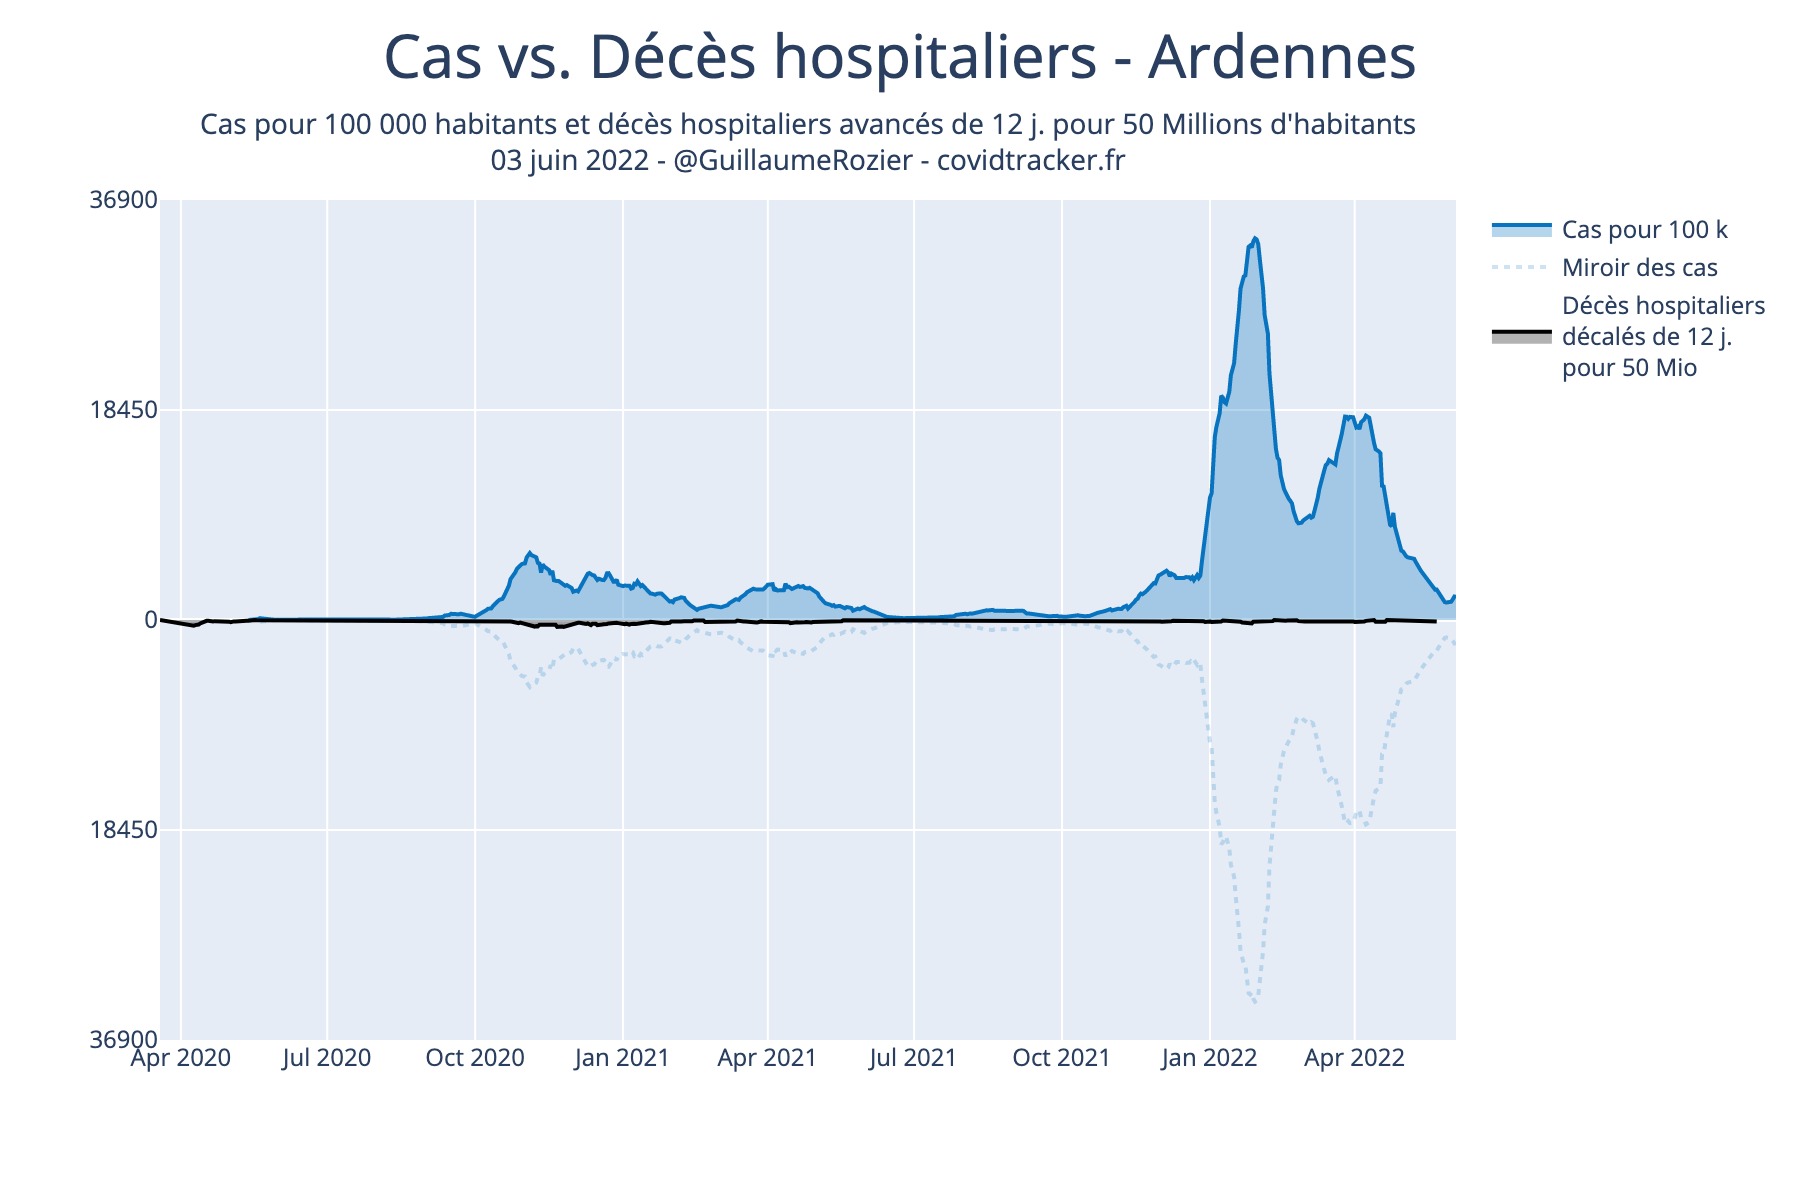 Cas vs. Décès hospitaliers - Ardennes
Cas pour 100 000 habitants et décès hospitaliers avancés de 12 j. pour 50 Millions d'habitants
03 juin 2022 - @GuillaumeRozier - covidtracker.fr
36900
18450
0
18450
36900
Apr 2020
Jul 2020
Oct 2020
Jan 2021
Apr 2021
Jul 2021
Oct 2021
Jan 2022
Apr 2022
Cas pour 100 k
Miroir des cas
Décès hospitaliers
décalés de 12 j.
pour 50 Mio